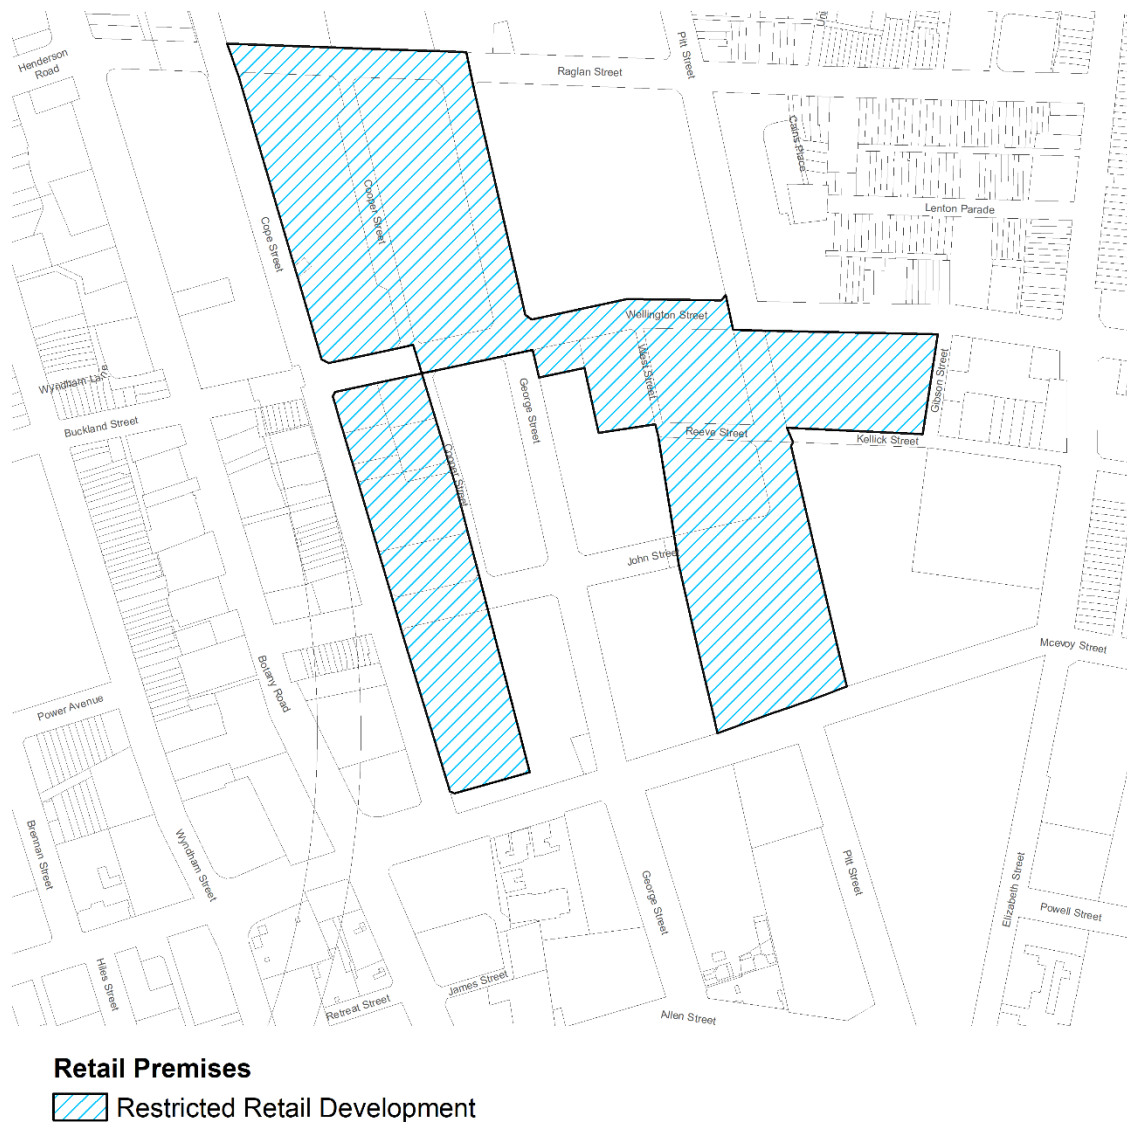 Henderson
Road
Pitt Street
Raglan Street
Cains Place
Lenton Parade
Cooper Street
Cope Street
Wellington Street
West Street
Gibson Street
George Street
Buckland Street
Reeve Street
Kellick Street
Cooper Street
John Street
Mcevoy Street
Botany Road
Power Avenue
Brennan Street
Wyndham Street
George Street
Pitt Street
Elizabeth Street
Powell Street
Hiles Street
James Street
Retreat Street
Allen Street
Retail Premises
Restricted Retail Development